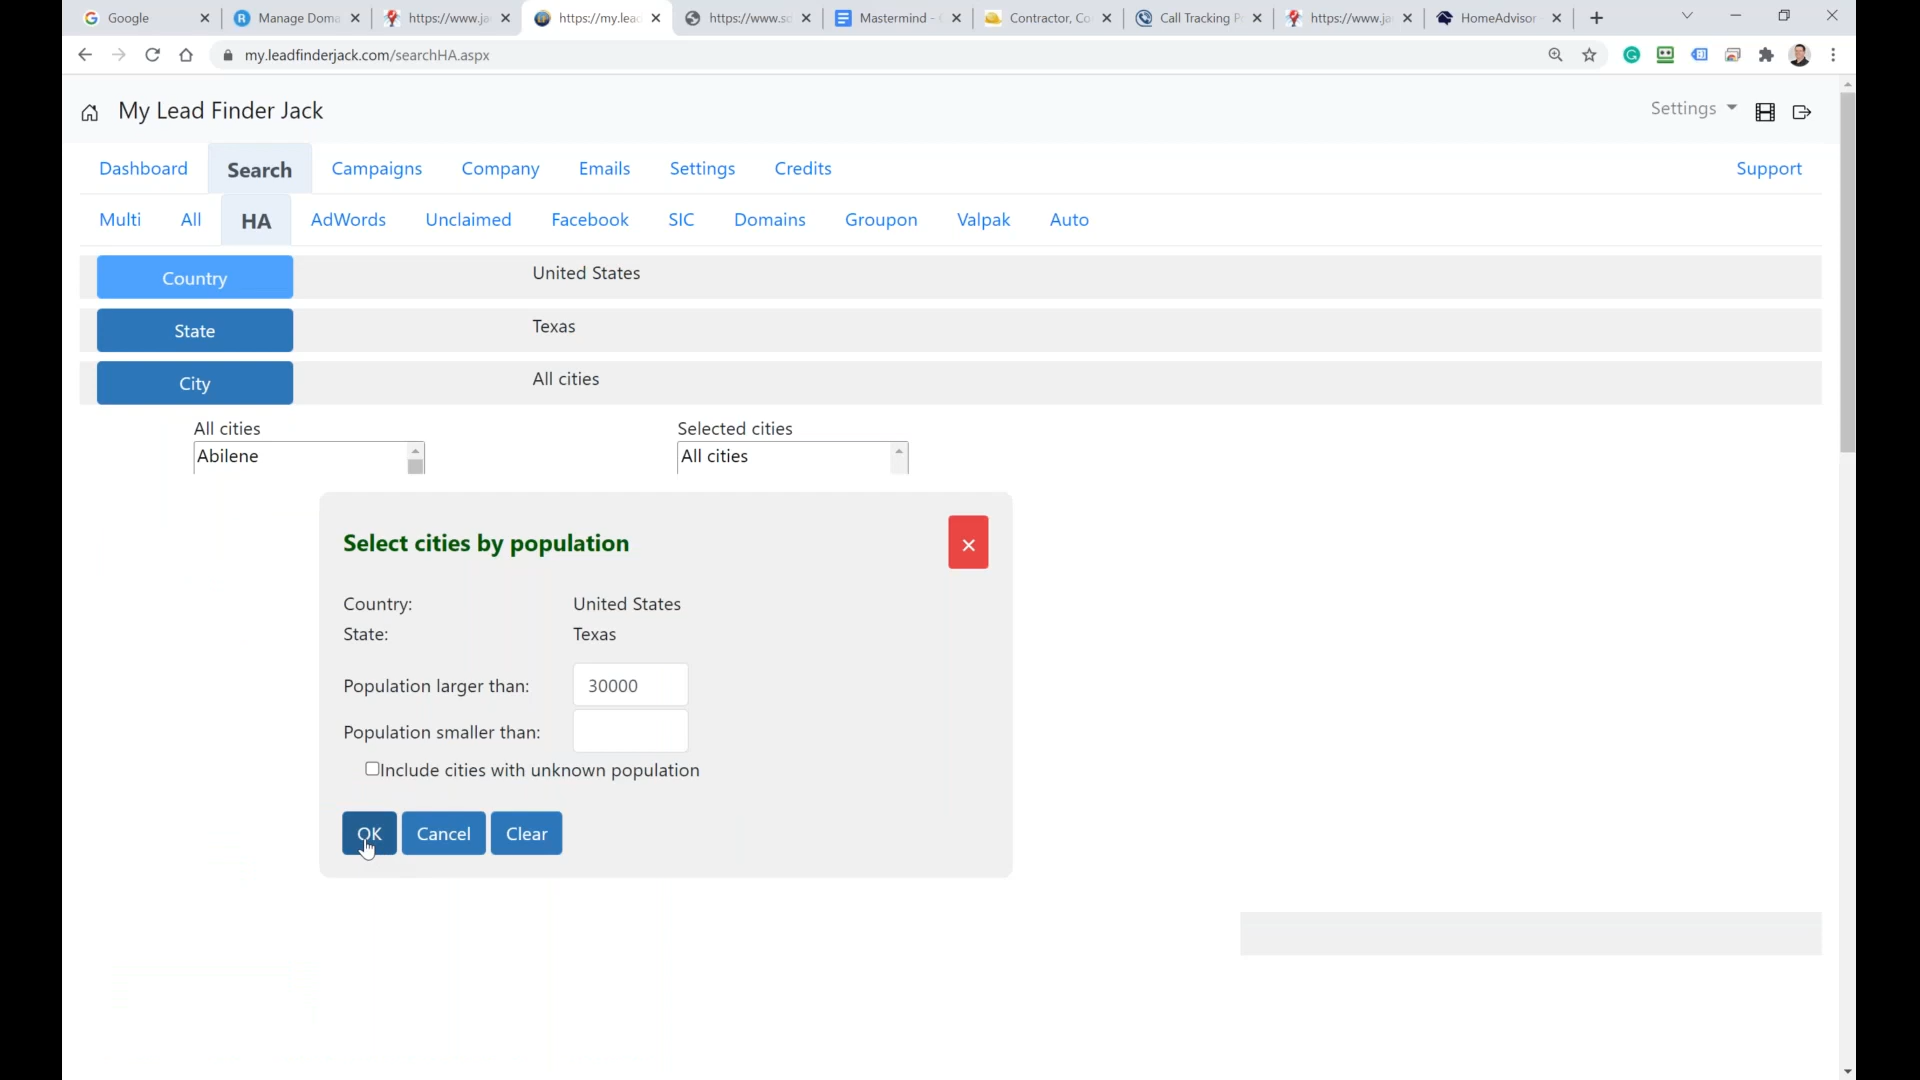 Google
Manage Doma
https://www.ja
https://my.lead
https://www.sc
Mastermind -
Contractor, Co
Call Tracking P
https://www.ja
HomeAdvisor
my.leadfinderjack.com/searchHA.aspx
My Lead Finder Jack
Settings
Dashboard
Search
Campaigns
Company
Emails
Settings
Credits
Support
Multi
All
HA
AdWords
Unclaimed
Facebook
SIC
Domains
Groupon
Valpak
Auto
Country
United States
State
Texas
City
All cities
All cities
Selected cities
Abilene
All cities
Select cities by population
Country:
United States
State:
Texas
Population larger than:
30000
Population smaller than:
Include cities with unknown population
OK
Cancel
Clear